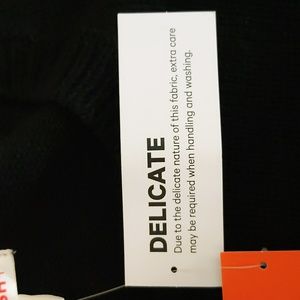 DELICATE
Due to the delicate nature of this fabric, extra care
may be required when handling and washing.